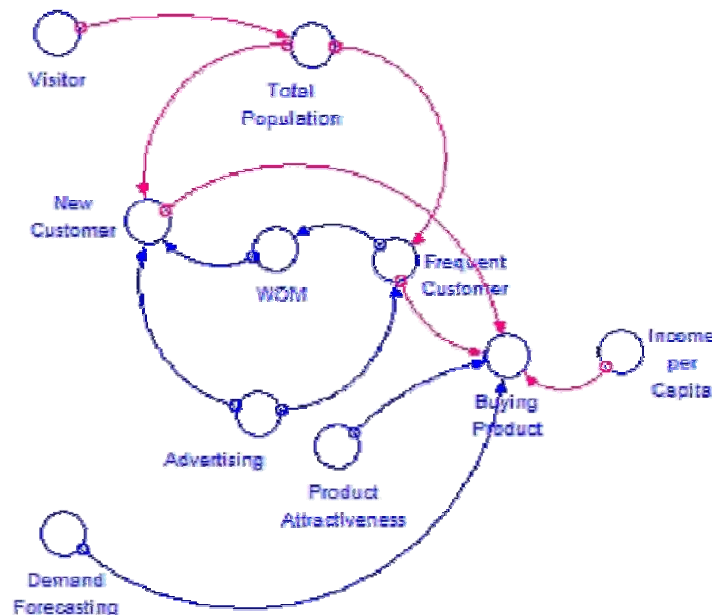 Visitor
Total
Population
New
Customer
WOM
Frequent
Customer
Income
per
Capita
Buying
Product
Advertising
Product
Attractiveness
Demand
Forecasting